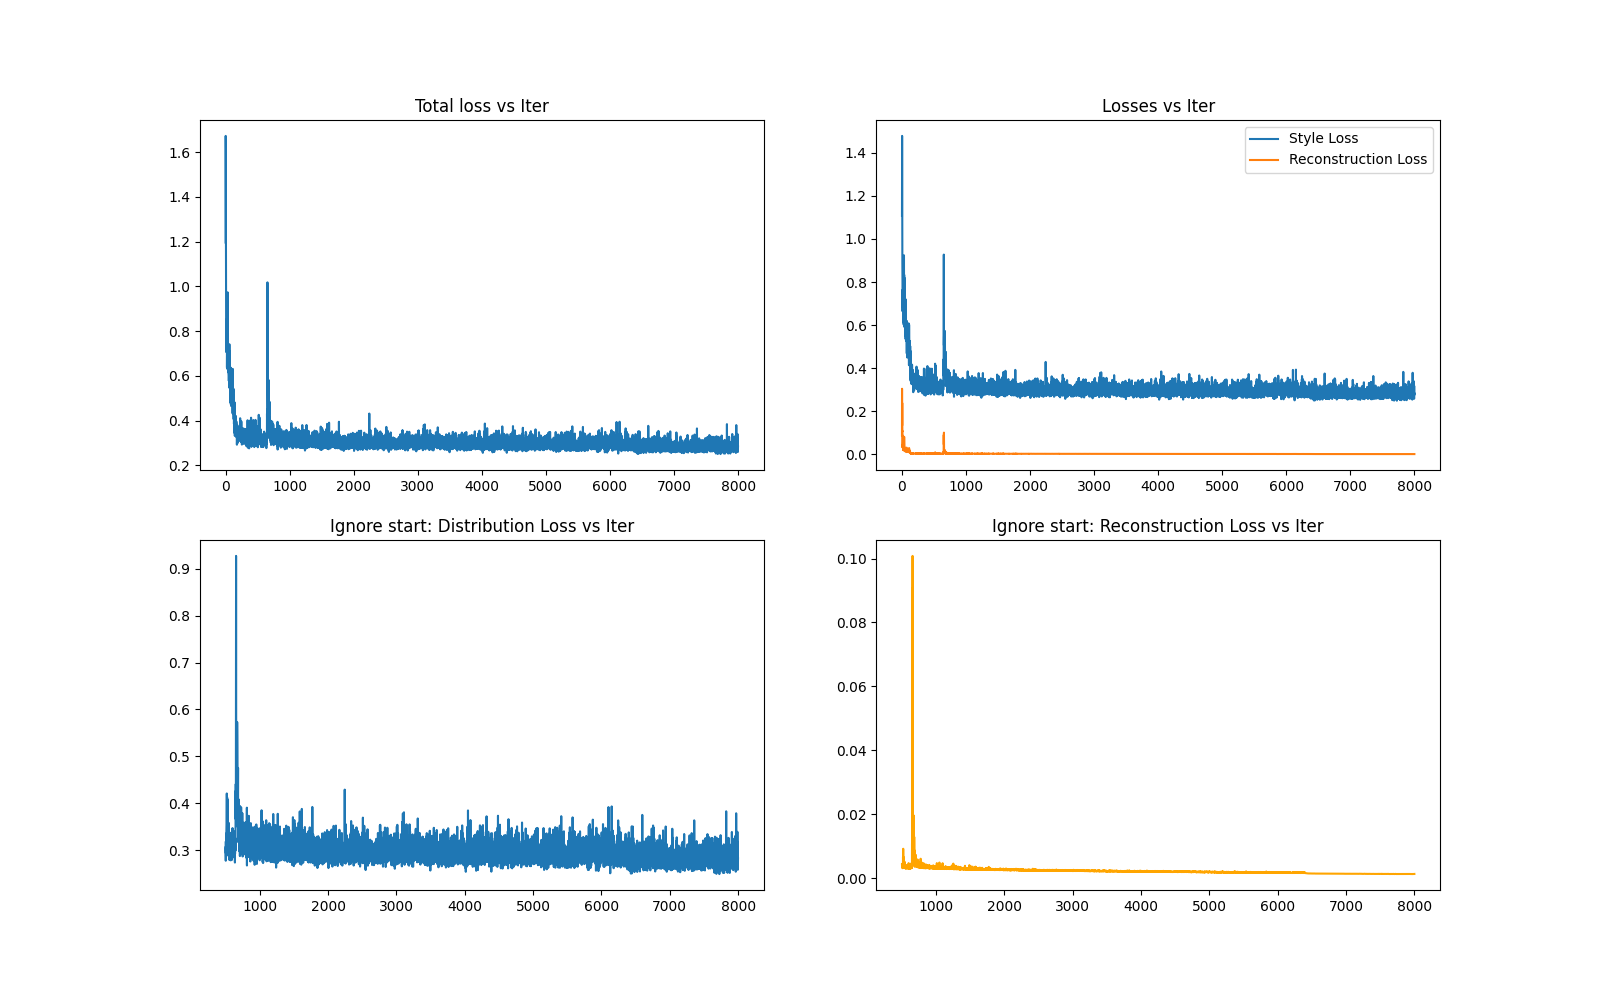 Total loss vs Iter
1.6
1.4
1.2
1.0
0.8
0.6
0.4
0.2
0 1000 2000 3000 4000 5000 6000 7000 8000
Losses vs Iter
Style Loss
Reconstruction Loss
1.4
1.2
1.0
0.8
0.6
0.4
0.2
0.0
0 1000 2000 3000 4000 5000 6000 7000 8000
Ignore start: Distribution Loss vs Iter
0.9
0.8
0.7
0.6
0.5
0.4
0.3
1000 2000 3000 4000 5000 6000 7000 8000
Ignore start: Reconstruction Loss vs Iter
0.10
0.08
0.06
0.04
0.02
0.00
1000 2000 3000 4000 5000 6000 7000 8000